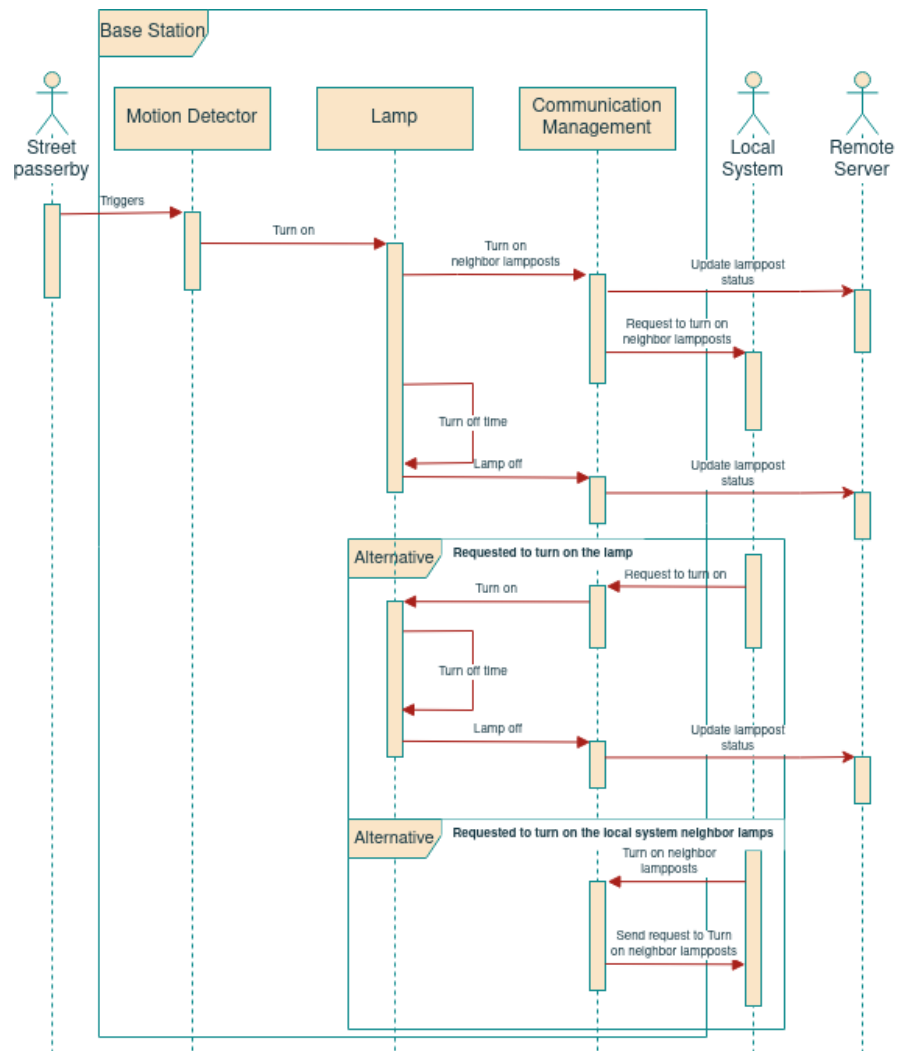 Base Station
Motion Detector
Lamp
Communication
Management
Street
passerby
Local
System
Remote
Server
Triggers
Turn on
Turn on
neighbor lampposts
Update lamppost
status
Request to turn on
neighbor lampposts
Turn off time
Lamp off
Update lamppost
status
Alternative
Requested to turn on the lamp
Request to turn on
Turn on
Turn off time
Lamp off
Update lamppost
status
Alternative
Requested to turn on the local system neighbor lamps
Turn on neighbor
lampposts
Send request to Turn
on neighbor lampposts